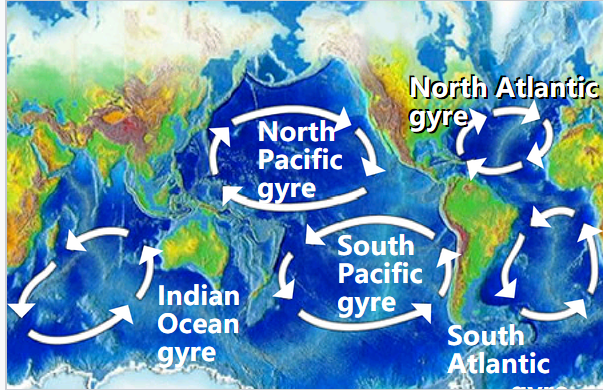 North Atlantic
gyre
North
Pacific
gyre
South
Pacific
gyre
Indian
Ocean
gyre
South
Atlantic